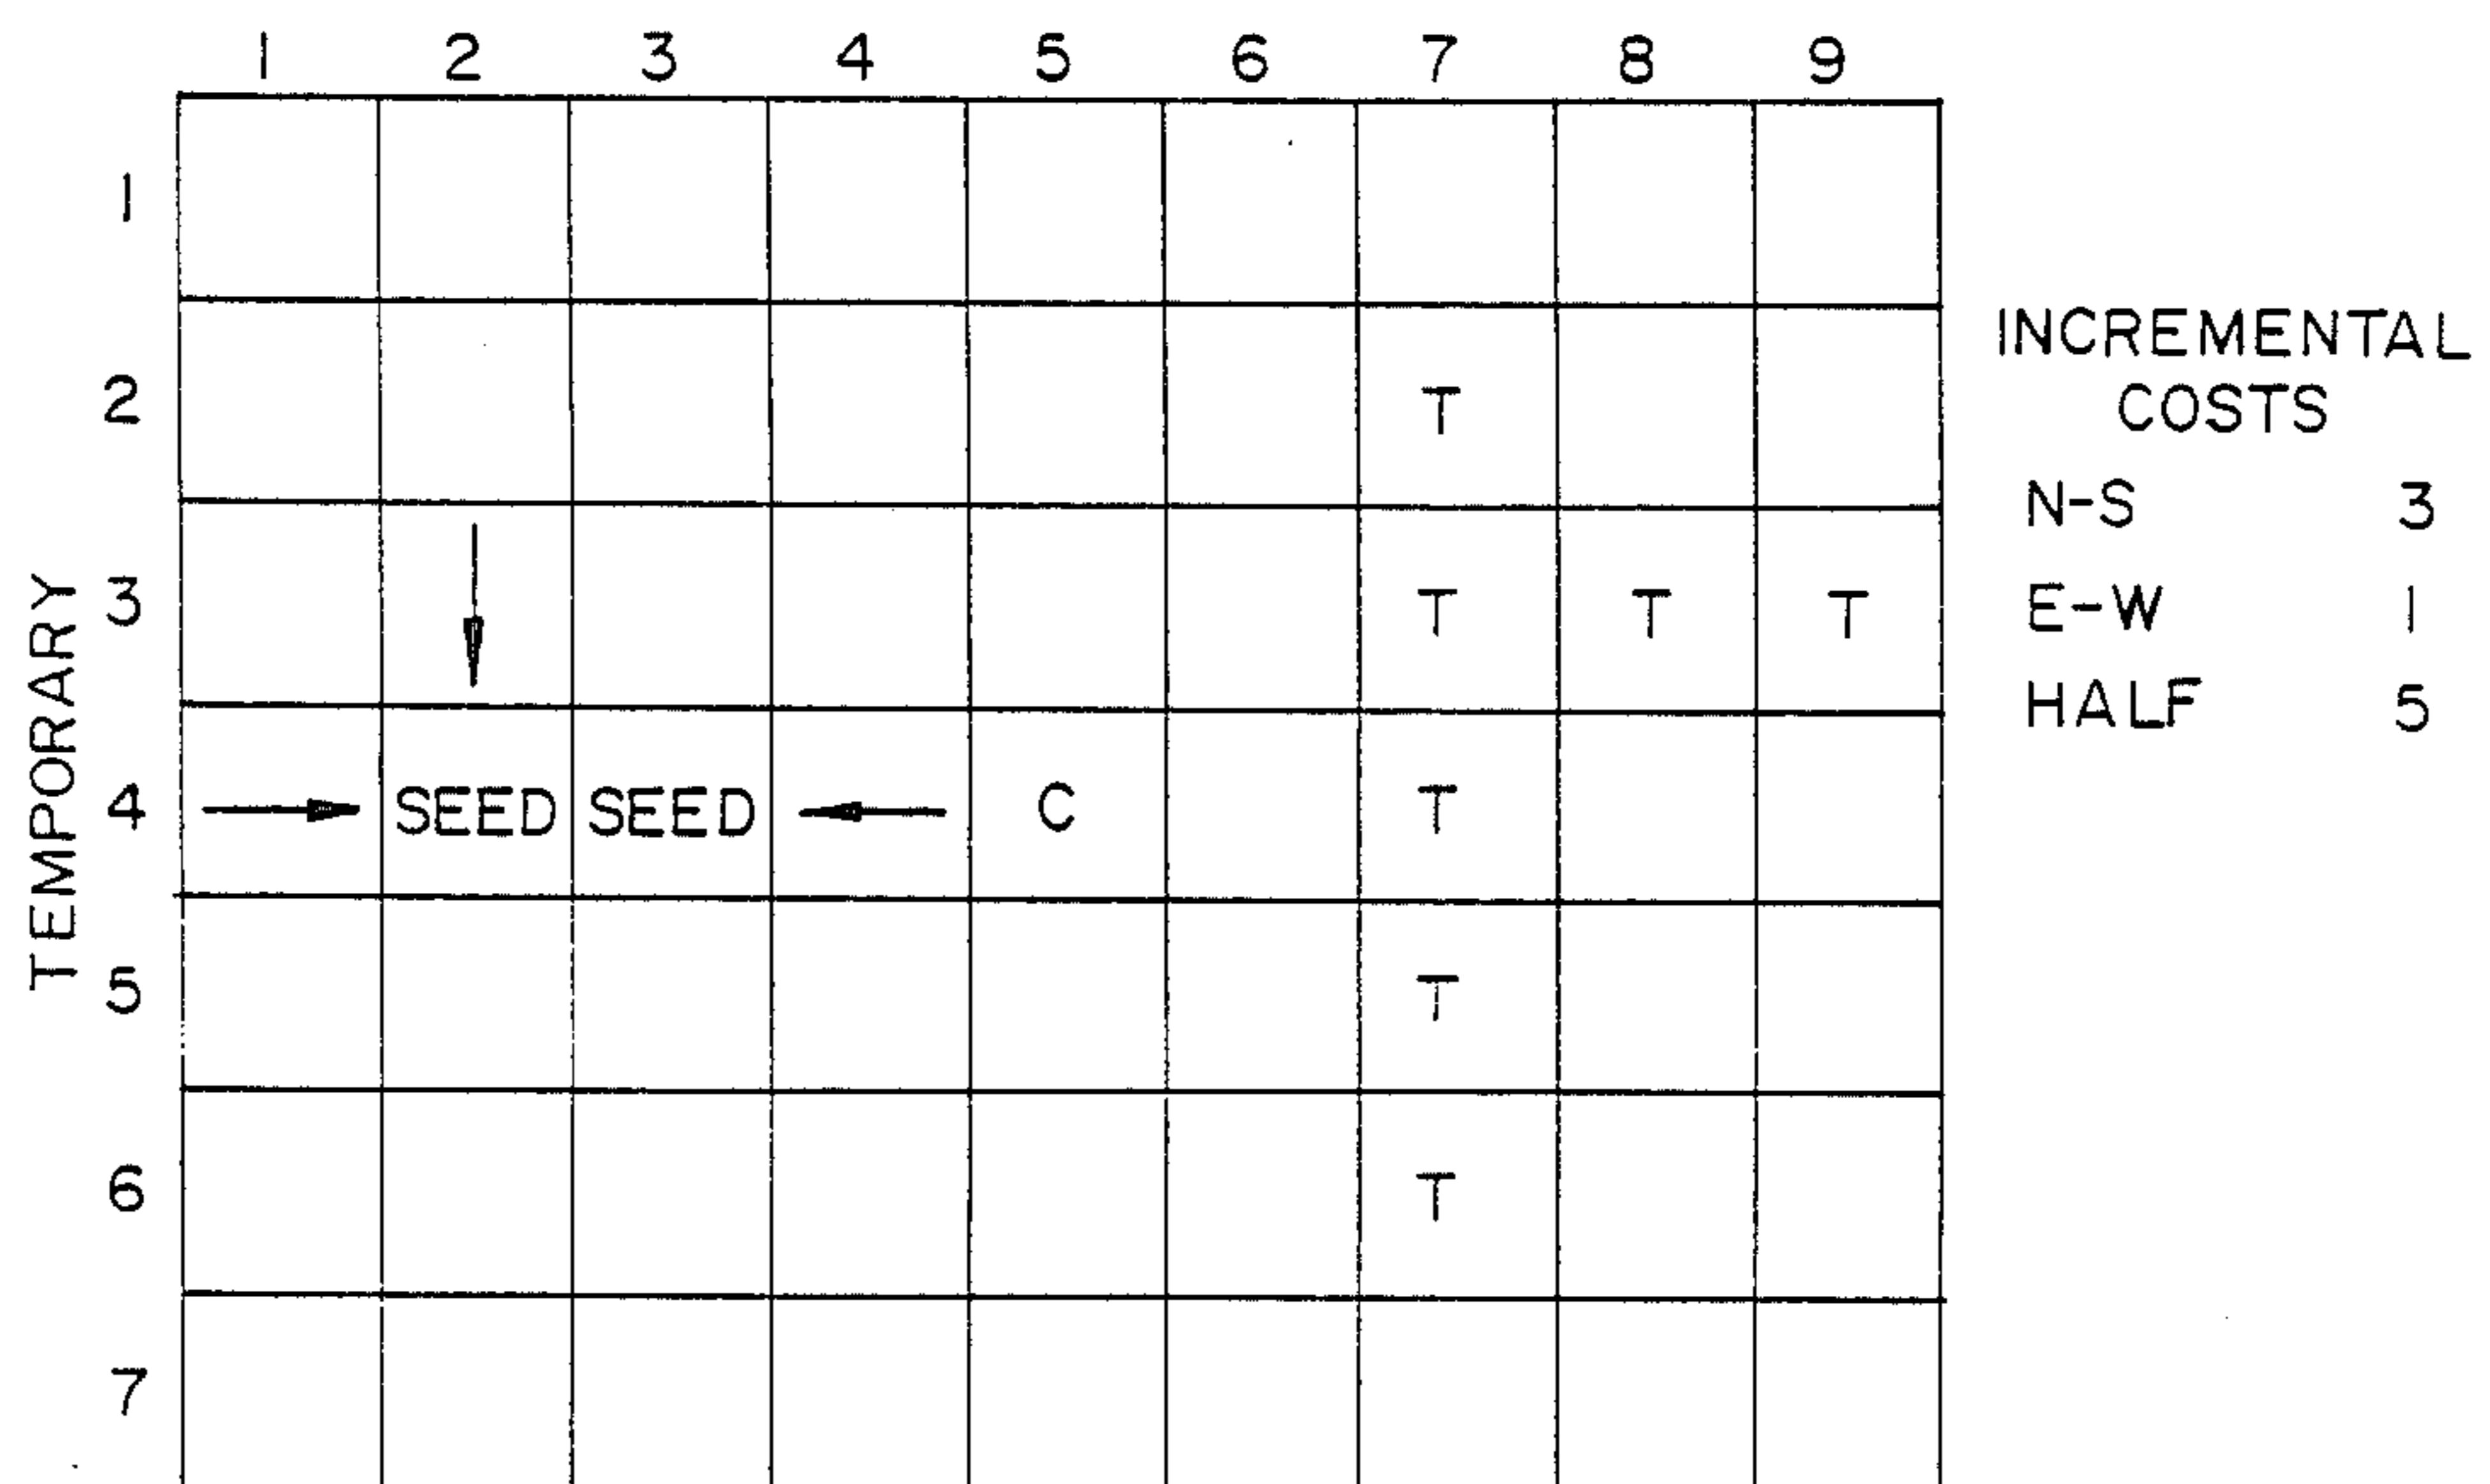 1 2 3 4 5 6 7 8 9
1
2 T
INCREMENTAL
COSTS
N-S 3
E-W 1
HALF 5
TEMPORARY
3 T T T
4 SEED SEED C T
5 T
6 T
7